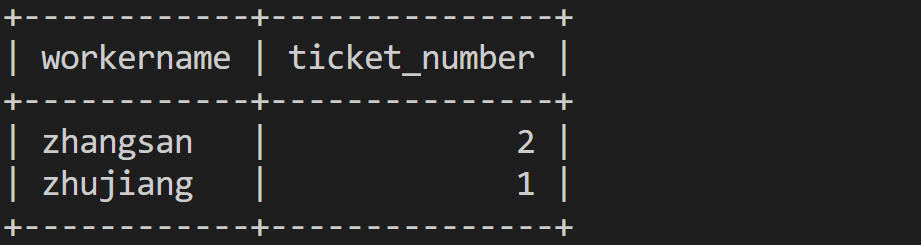 +------------+---------------+
| workername | ticket_number |
+------------+---------------+
| zhangsan   |             2 |
| zhujiang   |             1 |
+------------+---------------+